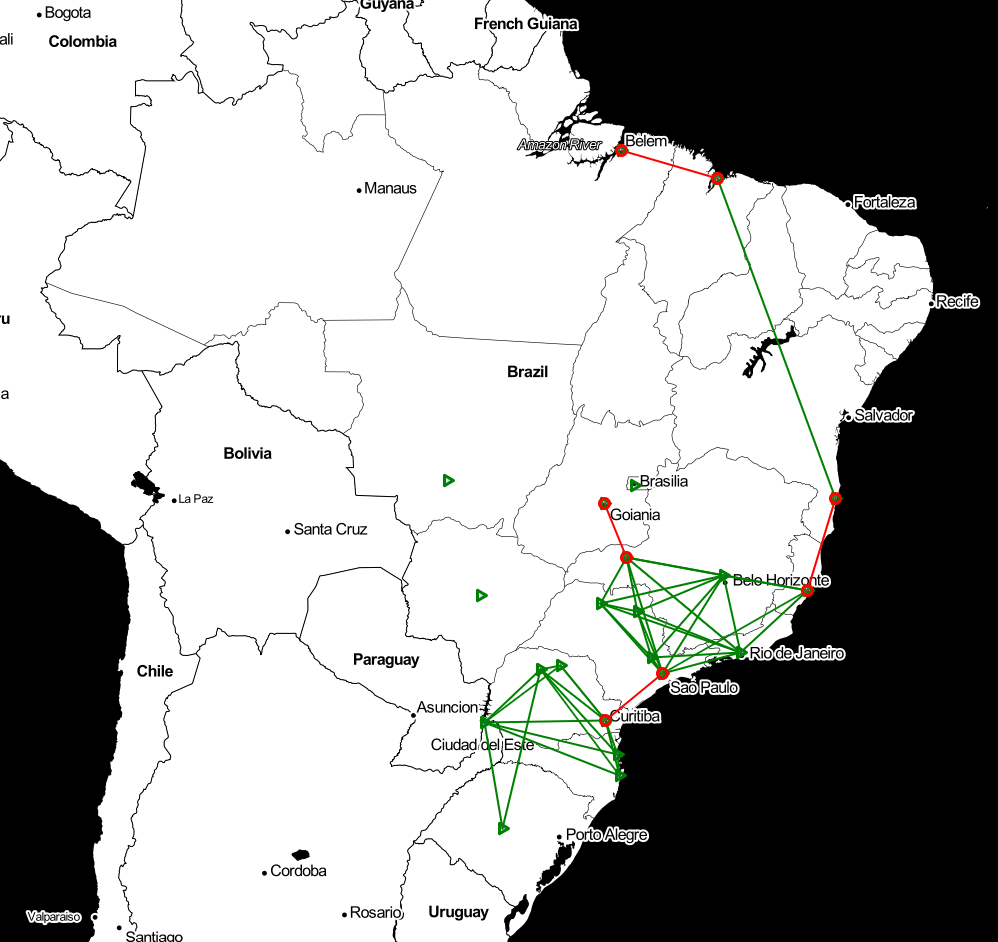 Guyana
Bogota
French Guiana
ali
Colombia
Belem
Amazon River
Manaus
Fortaleza
Recife
ru
Brazil
a
Salvador
Bolivia
Brasilia
La Paz
Goiania
Santa Cruz
Belo Horizonte
Rio de Janeiro
Paraguay
Chile
Sao Paulo
Asuncion
Curitiba
Ciudad del Este
Porto Alegre
Cordoba
Rosario
Uruguay
Valparaiso
Santiago